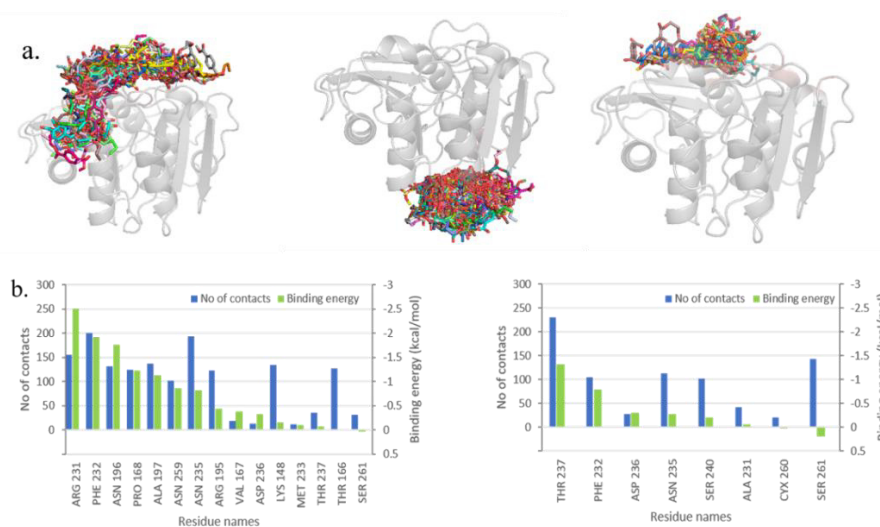 a.
b.
No of contacts
Binding energy
300
250
200
150
100
50
0
No of contacts
-3
-2.5
-2
-1.5
-1
-0.5
0
0.5
Binding energy (kcal/mol)
ARG 231
PHE 232
ASN 196
PRO 168
ALA 197
ASN 259
ASN 235
ARG 195
VAL 167
ASP 236
LYS 148
MET 233
THR 237
THR 166
SER 261
Residue names
No of contacts
Binding energy
300
250
200
150
100
50
0
No of contacts
-3
-2.5
-2
-1.5
-1
-0.5
0
0.5
Binding energy (kcal/mol)
THR 237
PHE 232
ASP 236
ASN 235
SER 240
ALA 231
CYX 260
SER 261
Residue names